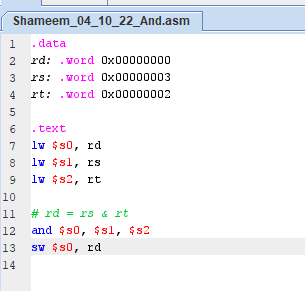 Shameem_04_10_22_And.asm
1 .data
2 rd: .word 0x00000000
3 rs: .word 0x00000003
4 rt: .word 0x00000002
5
6 .text
7 lw $s0, rd
8 lw $s1, rs
9 lw $s2, rt
10
11 # rd = rs & rt
12 and $s0, $s1, $s2
13 sw $s0, rd
14